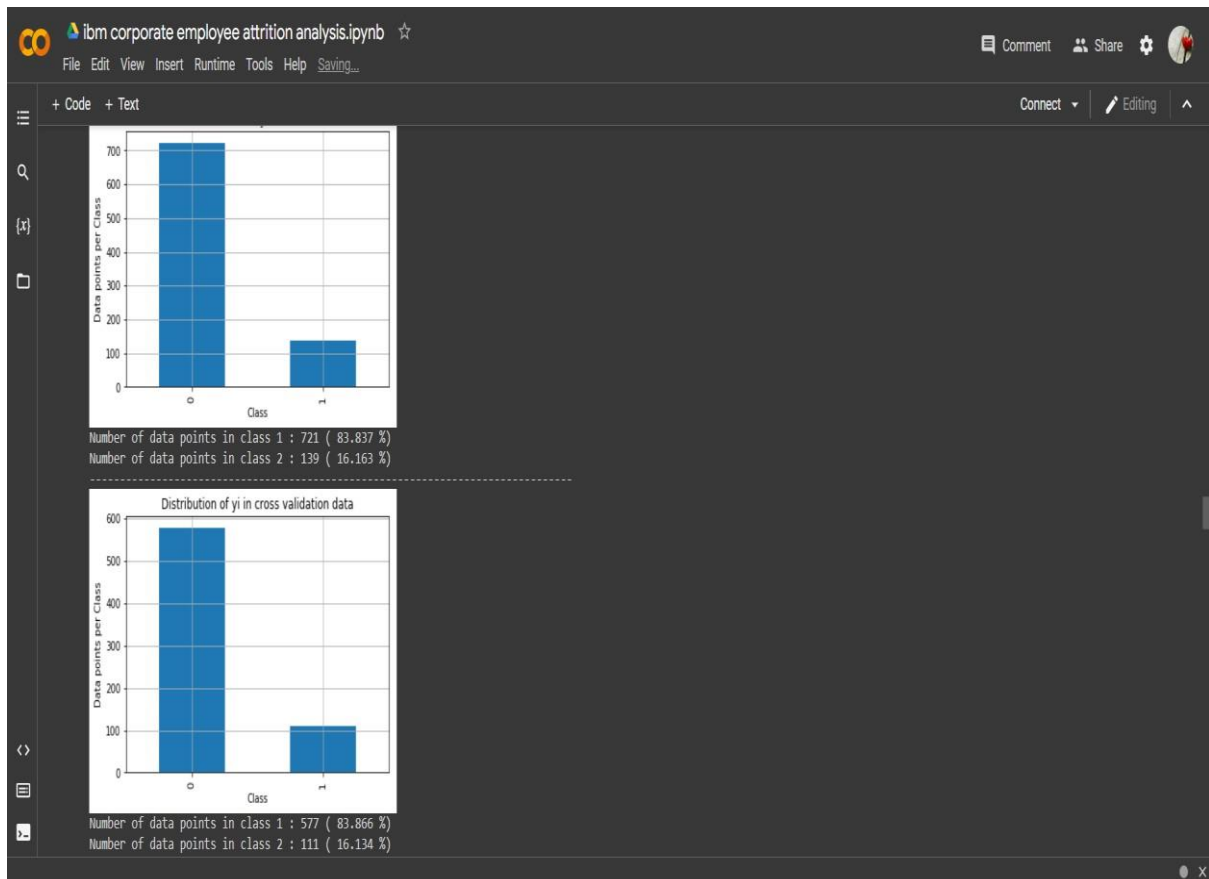 ibm corporate employee attrition analysis.ipynb
Comment Share
File Edit View Insert Runtime Tools Help Saving...
+ Code + Text
Connect Editing
{x}
700
600
500
400
300
200
100
0
Data points per Class
0 1
Class
Number of data points in class 1 : 721 ( 83.837 %)
Number of data points in class 2 : 139 ( 16.163 %)
--------------------------------------------------------------------------------
Distribution of yi in cross validation data
600
500
400
300
200
100
0
Data points per Class
0 1
Class
Number of data points in class 1 : 577 ( 83.866 %)
Number of data points in class 2 : 111 ( 16.134 %)